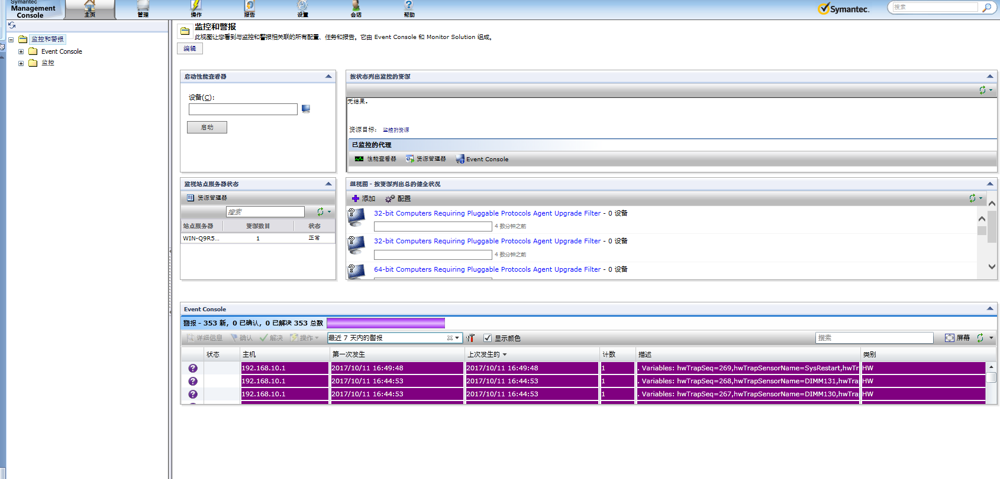 Symantec
Management
Console
主页
管理
操作
报告
设置
会话
帮助
Symantec.
搜索
监控和警报
Event Console
监控
监控和警报
此视图让您看到与监控和警报相关联的所有配置、任务和报告。它由 Event Console 和 Monitor Solution 组成。
编辑
启动性能查看器
设备(C):
启动
按状态列出监控的资源
无结果。
资源目标: 监控的资源
已监控的代理
性能查看器 资源管理器 Event Console
监视站点服务器状态
资源管理器
搜索
站点服务器 资源数目 状态
WIN-Q9R5... 1 正常
组视图 - 按资源列出总的健全状况
添加 配置
32-bit Computers Requiring Pluggable Protocols Agent Upgrade Filter - 0 设备
4 数分钟之前
32-bit Computers Requiring Pluggable Protocols Agent Upgrade Filter - 0 设备
4 数分钟之前
64-bit Computers Requiring Pluggable Protocols Agent Upgrade Filter - 0 设备
Event Console
警报 - 353 新, 0 已确认, 0 已解决 353 总数
详细信息 确认 解决 操作 最近 7 天内的警报 显示颜色 搜索 屏幕
状态 主机 第一次发生 上次发生的 计数 描述 类别
192.168.10.1 2017/10/11 16:49:48 2017/10/11 16:49:48 1 . Variables: hwTrapSeq=269,hwTrapSensorName=SysRestart,hwTr HW
192.168.10.1 2017/10/11 16:44:53 2017/10/11 16:44:53 1 . Variables: hwTrapSeq=268,hwTrapSensorName=DIMM131,hwTra HW
192.168.10.1 2017/10/11 16:44:53 2017/10/11 16:44:53 1 . Variables: hwTrapSeq=267,hwTrapSensorName=DIMM130,hwTra HW